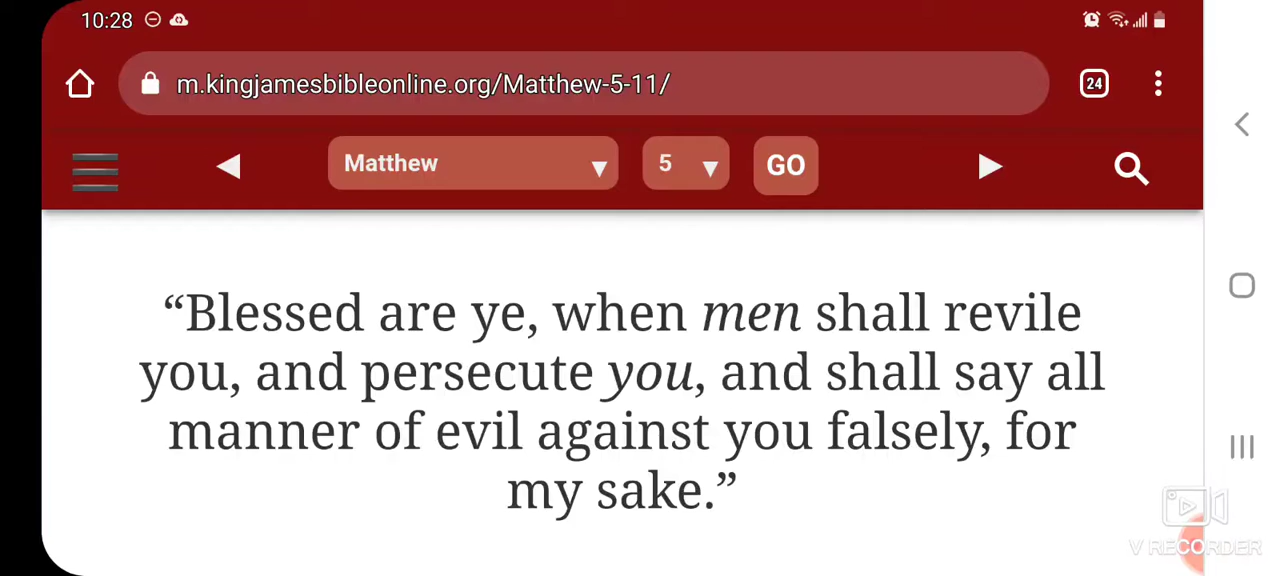 10:28
m.kingjamesbibleonline.org/Matthew-5-11/
24
Matthew 5 GO
“Blessed are ye, when men shall revile
you, and persecute you, and shall say all
manner of evil against you falsely, for
my sake.”
V RECORDER